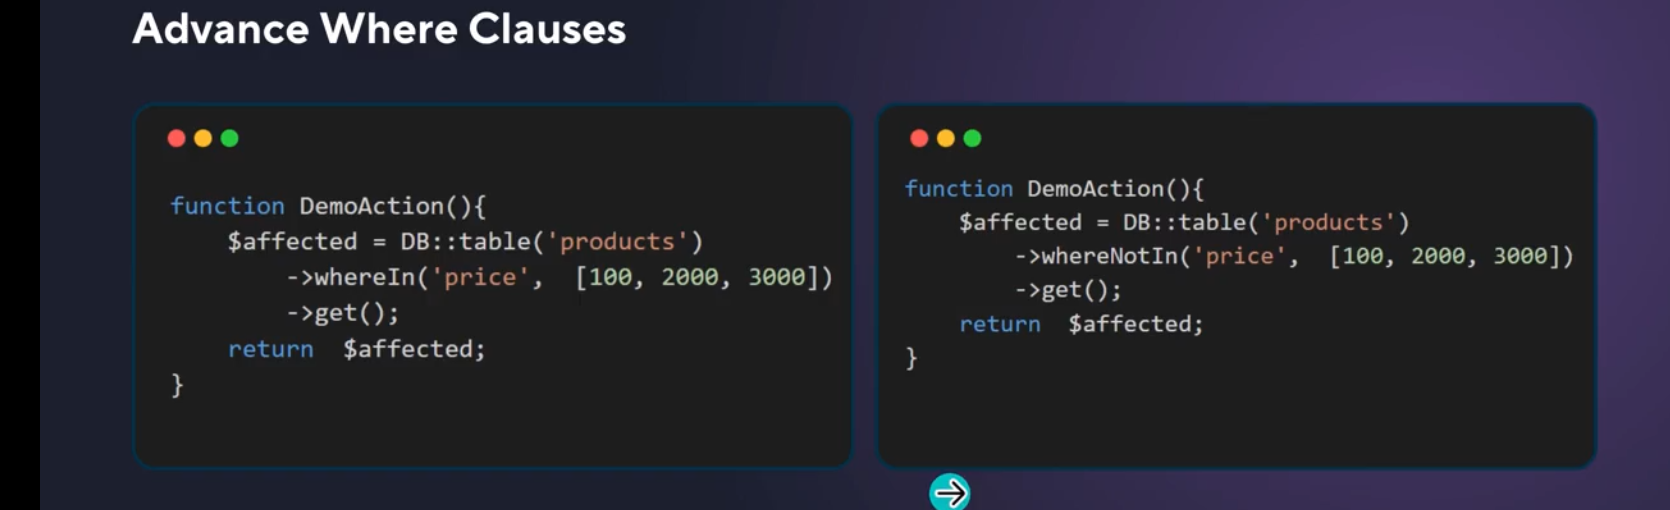 Advance Where Clauses
function DemoAction(){
    $affected = DB::table('products')
        ->whereIn('price',  [100, 2000, 3000])
        ->get();
    return  $affected;
}
function DemoAction(){
    $affected = DB::table('products')
        ->whereNotIn('price',  [100, 2000, 3000])
        ->get();
    return  $affected;
}